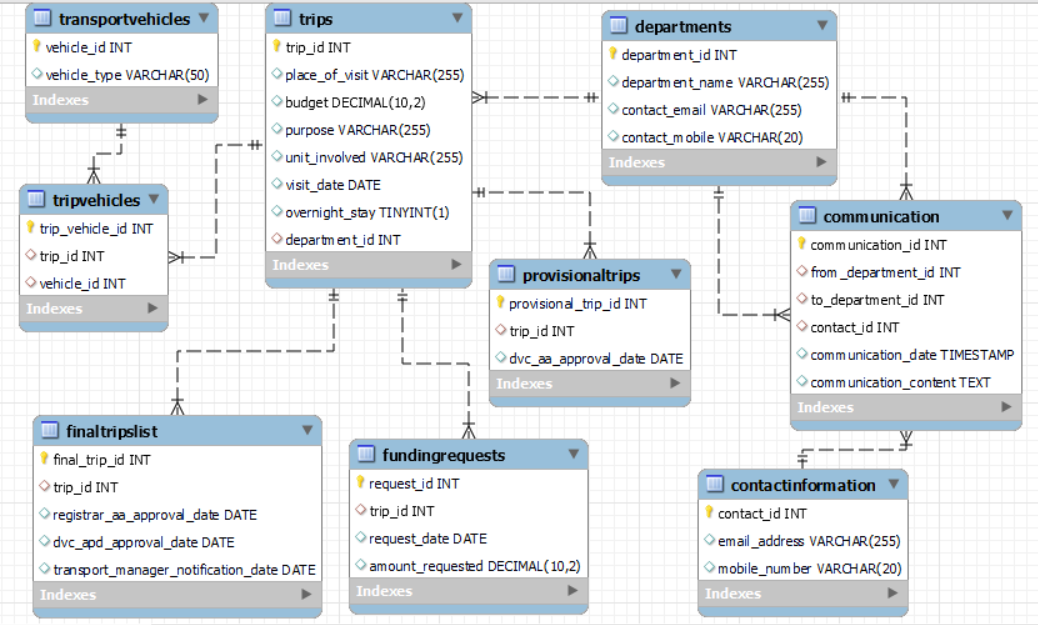 transportvehicles
vehicle_id INT
vehicle_type VARCHAR(50)
Indexes
trips
trip_id INT
place_of_visit VARCHAR(255)
budget DECIMAL(10,2)
purpose VARCHAR(255)
unit_involved VARCHAR(255)
visit_date DATE
overnight_stay TINYINT(1)
department_id INT
Indexes
departments
department_id INT
department_name VARCHAR(255)
contact_email VARCHAR(255)
contact_mobile VARCHAR(20)
Indexes
tripvehicles
trip_vehicle_id INT
trip_id INT
vehicle_id INT
Indexes
communication
communication_id INT
from_department_id INT
to_department_id INT
contact_id INT
communication_date TIMESTAMP
communication_content TEXT
Indexes
provisionaltrips
provisional_trip_id INT
trip_id INT
dvc_aa_approval_date DATE
Indexes
finaltripslist
final_trip_id INT
trip_id INT
registrar_aa_approval_date DATE
dvc_apd_approval_date DATE
transport_manager_notification_date DATE
Indexes
fundingrequests
request_id INT
trip_id INT
request_date DATE
amount_requested DECIMAL(10,2)
Indexes
contactinformation
contact_id INT
email_address VARCHAR(255)
mobile_number VARCHAR(20)
Indexes